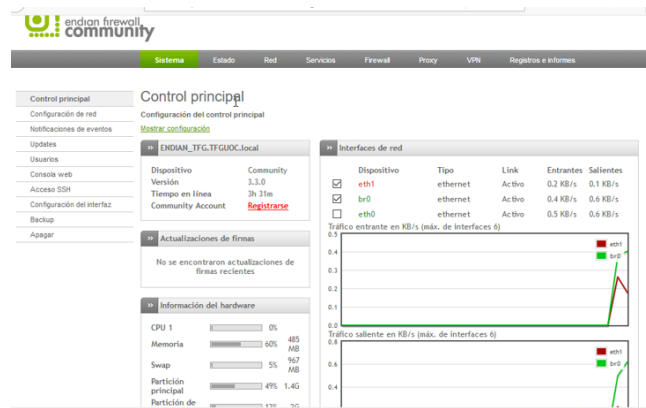 endian firewall
community
Sistema Estado Red Servicios Firewall Proxy VPN Registros e informes
Control principal
Configuración de red
Notificaciones de eventos
Updates
Usuarios
Consola web
Acceso SSH
Configuración del interfaz
Backup
Apagar
Control principal
Configuración del control principal
Mostrar configuración
ENDIAN_TFG.TFGUOC.local
Dispositivo Community
Versión 3.3.0
Tiempo en línea 3h 31m
Community Account Registrarse
Actualizaciones de firmas
No se encontraron actualizaciones de
firmas recientes
Información del hardware
CPU 1 0%
Memoria 60% 485 MB
Swap 5% 967 MB
Partición principal 49% 1.4G
Partición de 17% 2G
Interfaces de red
Dispositivo Tipo Link Entrantes Salientes
eth1 ethernet Activo 0.2 KB/s 0.1 KB/s
br0 ethernet Activo 0.4 KB/s 0.6 KB/s
eth0 ethernet Activo 0.5 KB/s 0.6 KB/s
Tráfico entrante en KB/s (máx. de interfaces 6)
0.5
0.4
0.3
0.2
0.1
0.0
eth1
br0
Tráfico saliente en KB/s (máx. de interfaces 6)
0.8
0.6
0.4
eth1
br0